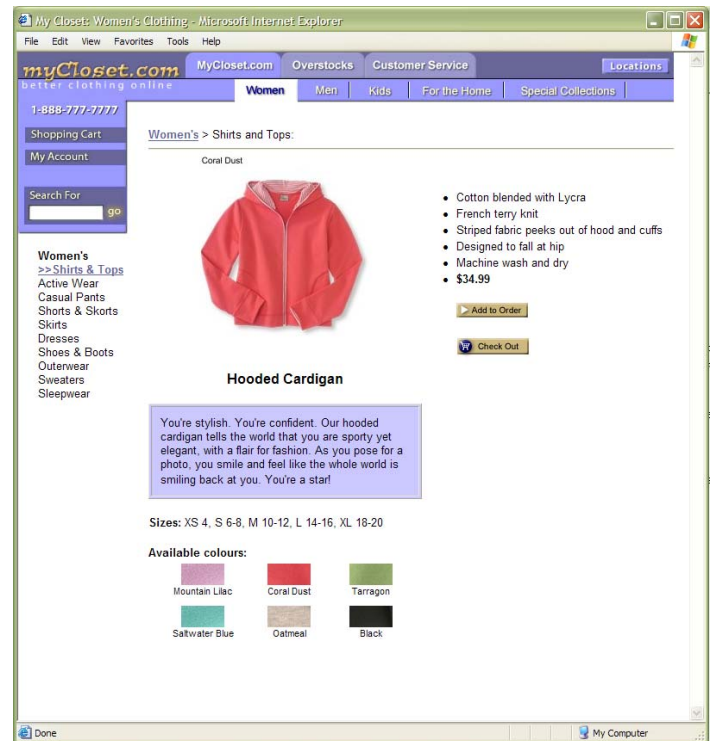 My Closet: Women's Clothing - Microsoft Internet Explorer
File Edit View Favorites Tools Help
myCloset.com
better clothing online
MyCloset.com Overstocks Customer Service Locations
Women Men Kids For the Home Special Collections
1-888-777-7777
Shopping Cart
My Account
Search For
go
Women's
>>Shirts & Tops
Active Wear
Casual Pants
Shorts & Skorts
Skirts
Dresses
Shoes & Boots
Outerwear
Sweaters
Sleepwear
Women's > Shirts and Tops:
Coral Dust
Hooded Cardigan
• Cotton blended with Lycra
• French terry knit
• Striped fabric peeks out of hood and cuffs
• Designed to fall at hip
• Machine wash and dry
• $34.99
Add to Order
Check Out
You're stylish. You're confident. Our hooded
cardigan tells the world that you are sporty yet
elegant, with a flair for fashion. As you pose for a
photo, you smile and feel like the whole world is
smiling back at you. You're a star!
Sizes: XS 4, S 6-8, M 10-12, L 14-16, XL 18-20
Available colours:
Mountain Lilac Coral Dust Tarragon
Saltwater Blue Oatmeal Black
Done My Computer